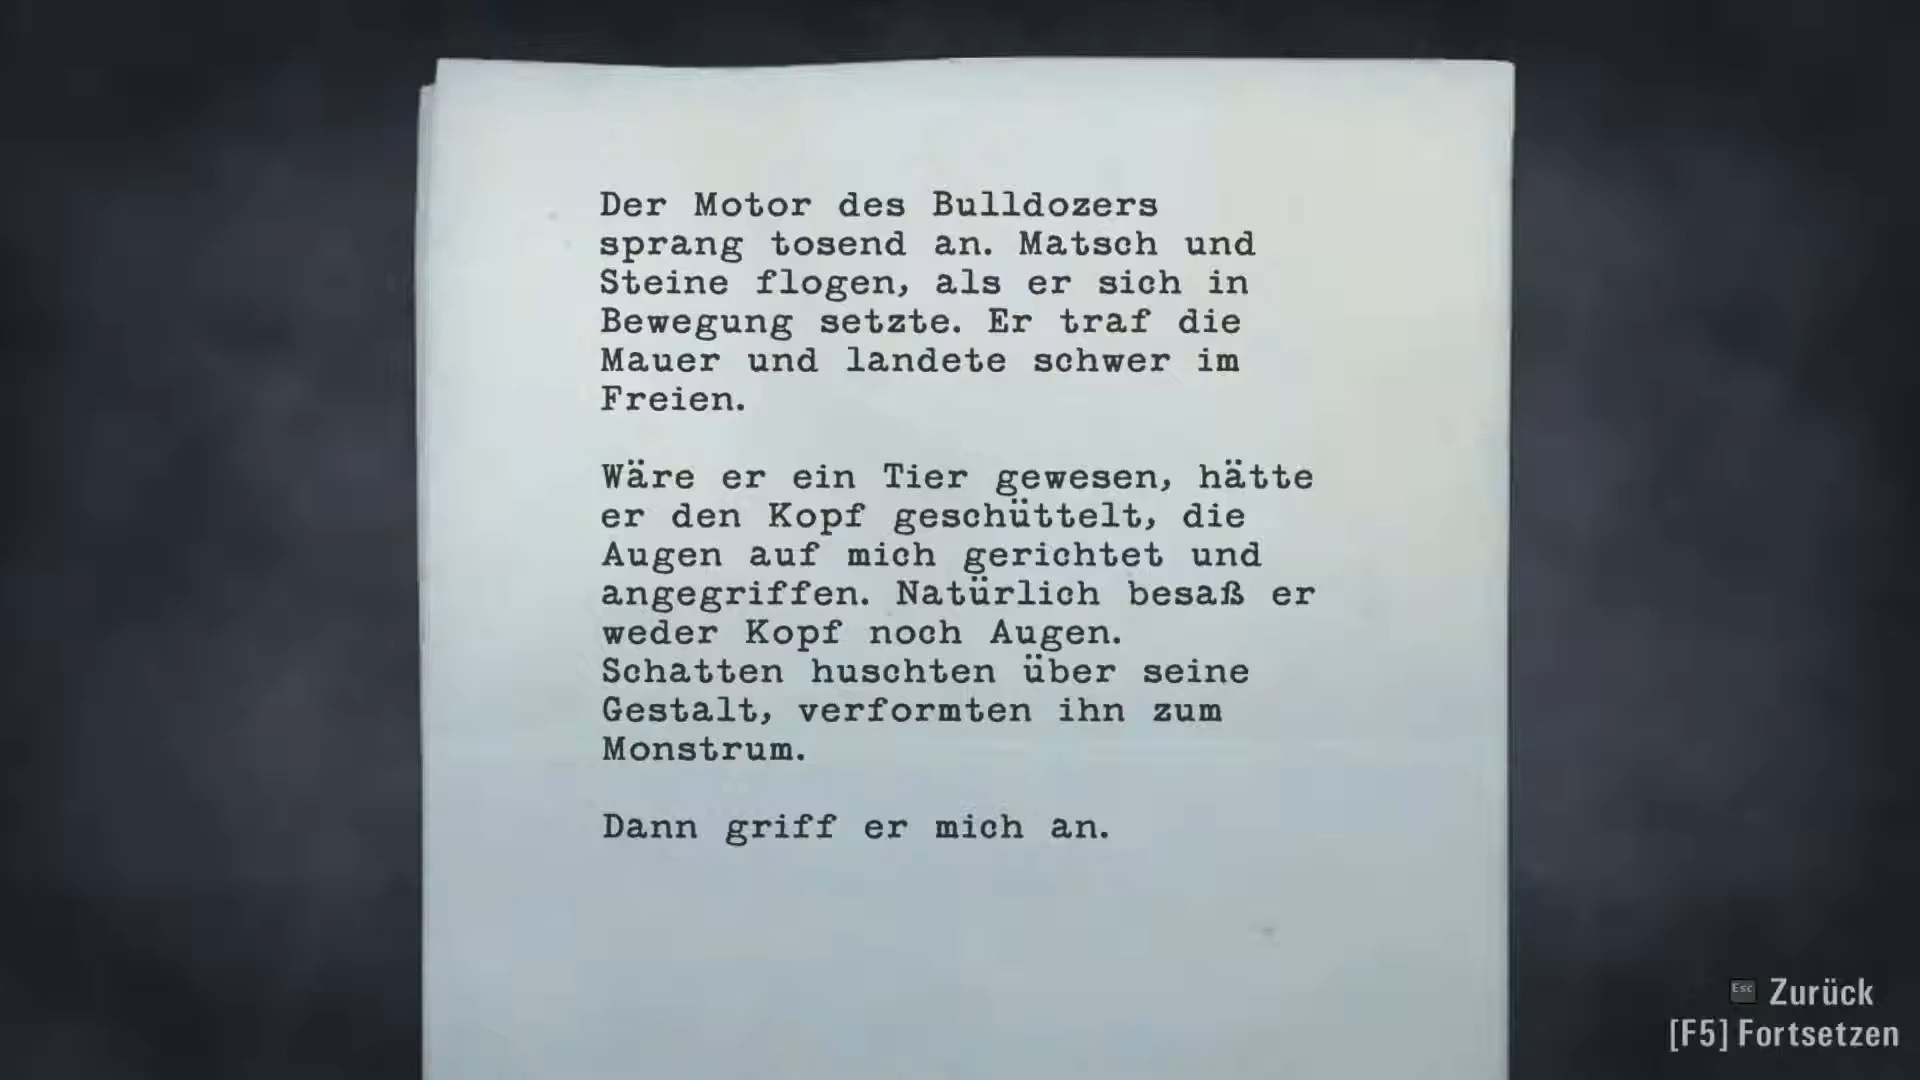 Der Motor des Bulldozers
sprang tosend an. Matsch und
Steine flogen, als er sich in
Bewegung setzte. Er traf die
Mauer und landete schwer im
Freien.
Wäre er ein Tier gewesen, hätte
er den Kopf geschüttelt, die
Augen auf mich gerichtet und
angegriffen. Natürlich besaß er
weder Kopf noch Augen.
Schatten huschten über seine
Gestalt, verformten ihn zum
Monstrum.
Dann griff er mich an.
Esc Zurück
[F5] Fortsetzen